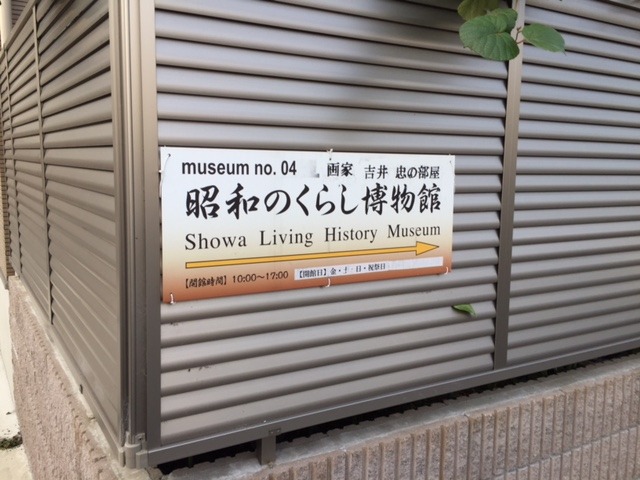 museum no. 04 画家 吉井 忠の部屋
昭和のくらし博物館
Showa Living History Museum
【開館時間】10:00〜17:00 【開館日】金・土・日・祝祭日